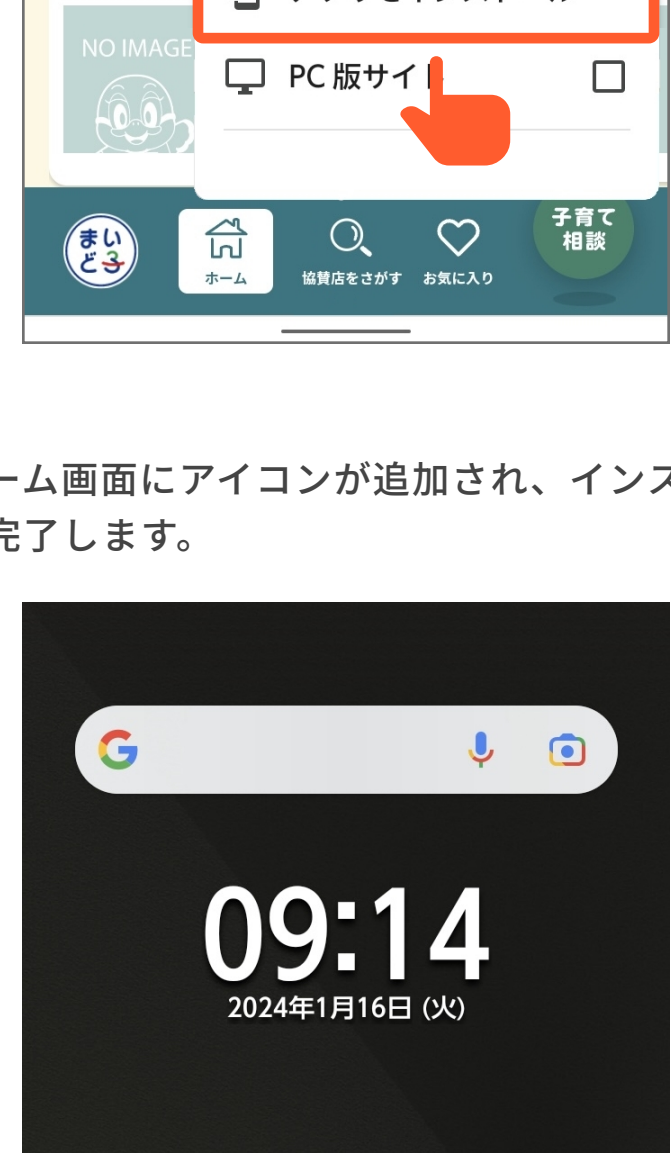 NO IMAGE
PC 版サイ
まい
ど子
ホーム
協賛店をさがす
お気に入り
子育て
相談
ーム画面にアイコンが追加され、インス
完了します。
G
09:14
2024年1月16日 (火)